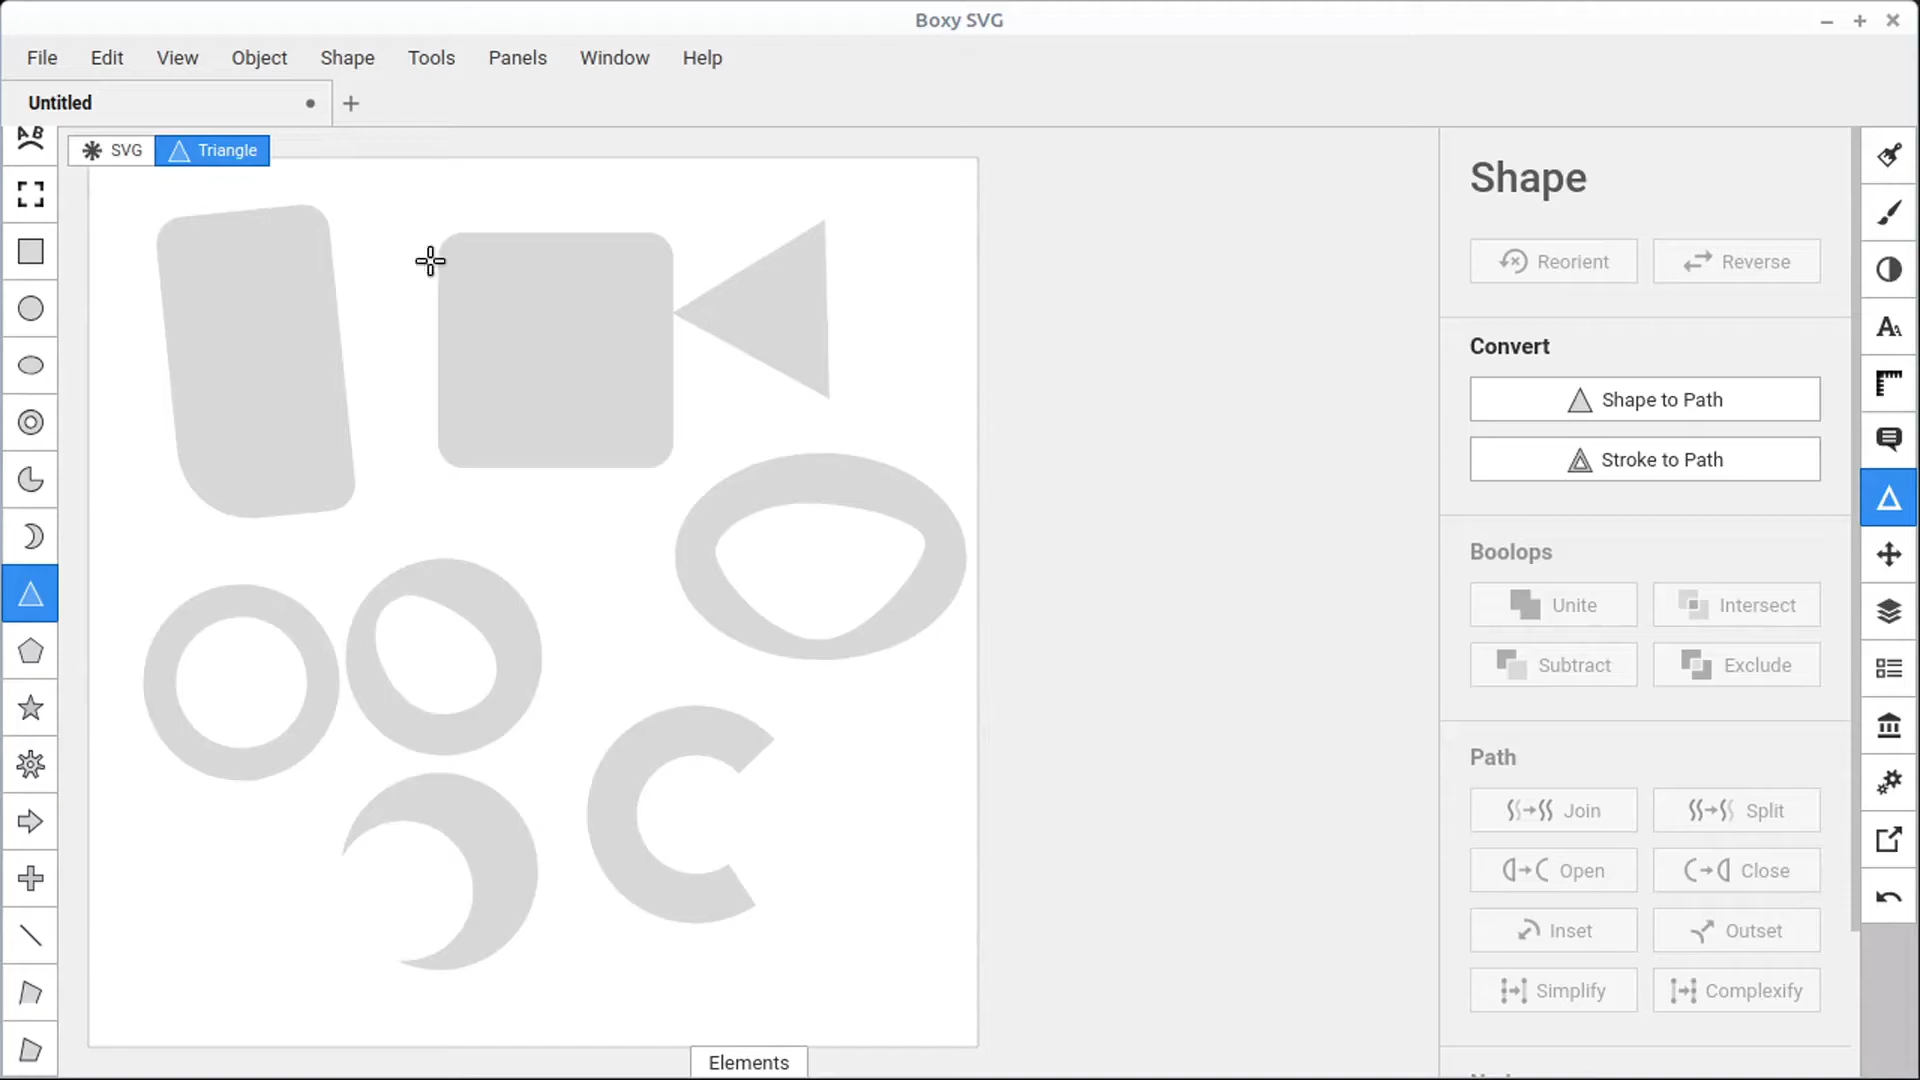 Boxy SVG
File Edit View Object Shape Tools Panels Window Help
Untitled
SVG Triangle
Shape
Reorient Reverse
Convert
Shape to Path
Stroke to Path
Boolops
Unite Intersect
Subtract Exclude
Path
Join Split
Open Close
Inset Outset
Simplify Complexify
Elements